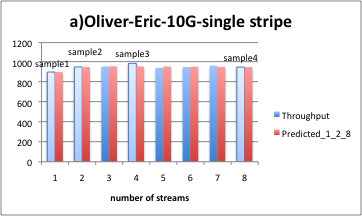 a)Oliver-Eric-10G-single stripe
1200
1000
800
600
400
200
0
sample1
sample2
sample3
sample4
1 2 3 4 5 6 7 8
number of streams
Throughput
Predicted_1_2_8